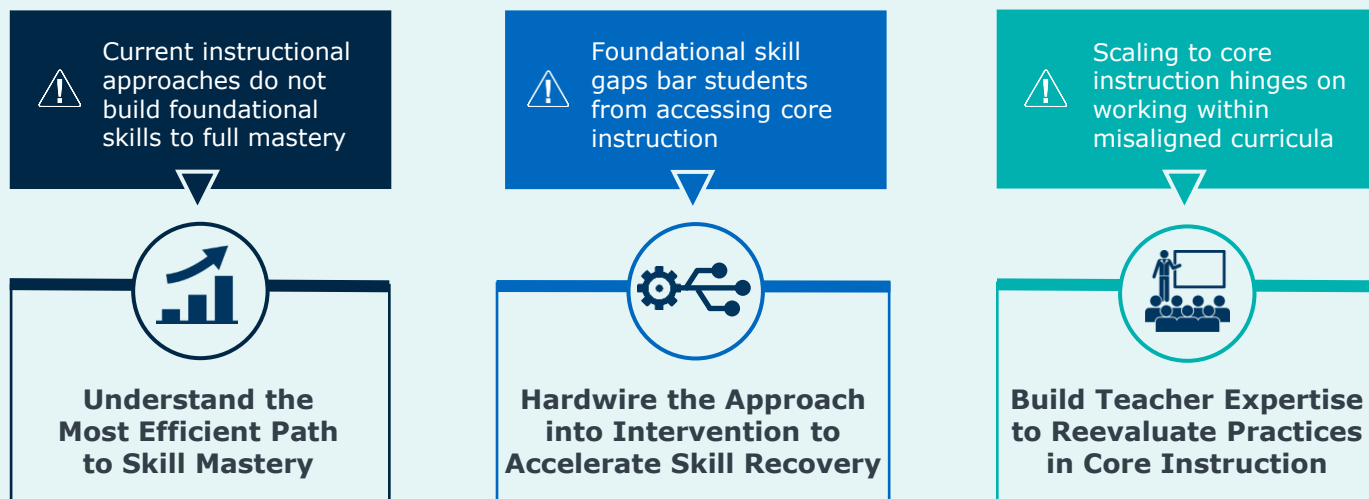 Current instructional
approaches do not
build foundational
skills to full mastery
Foundational skill
gaps bar students
from accessing core
instruction
Scaling to core
instruction hinges on
working within
misaligned curricula
Understand the
Most Efficient Path
to Skill Mastery
Hardwire the Approach
into Intervention to
Accelerate Skill Recovery
Build Teacher Expertise
to Reevaluate Practices
in Core Instruction